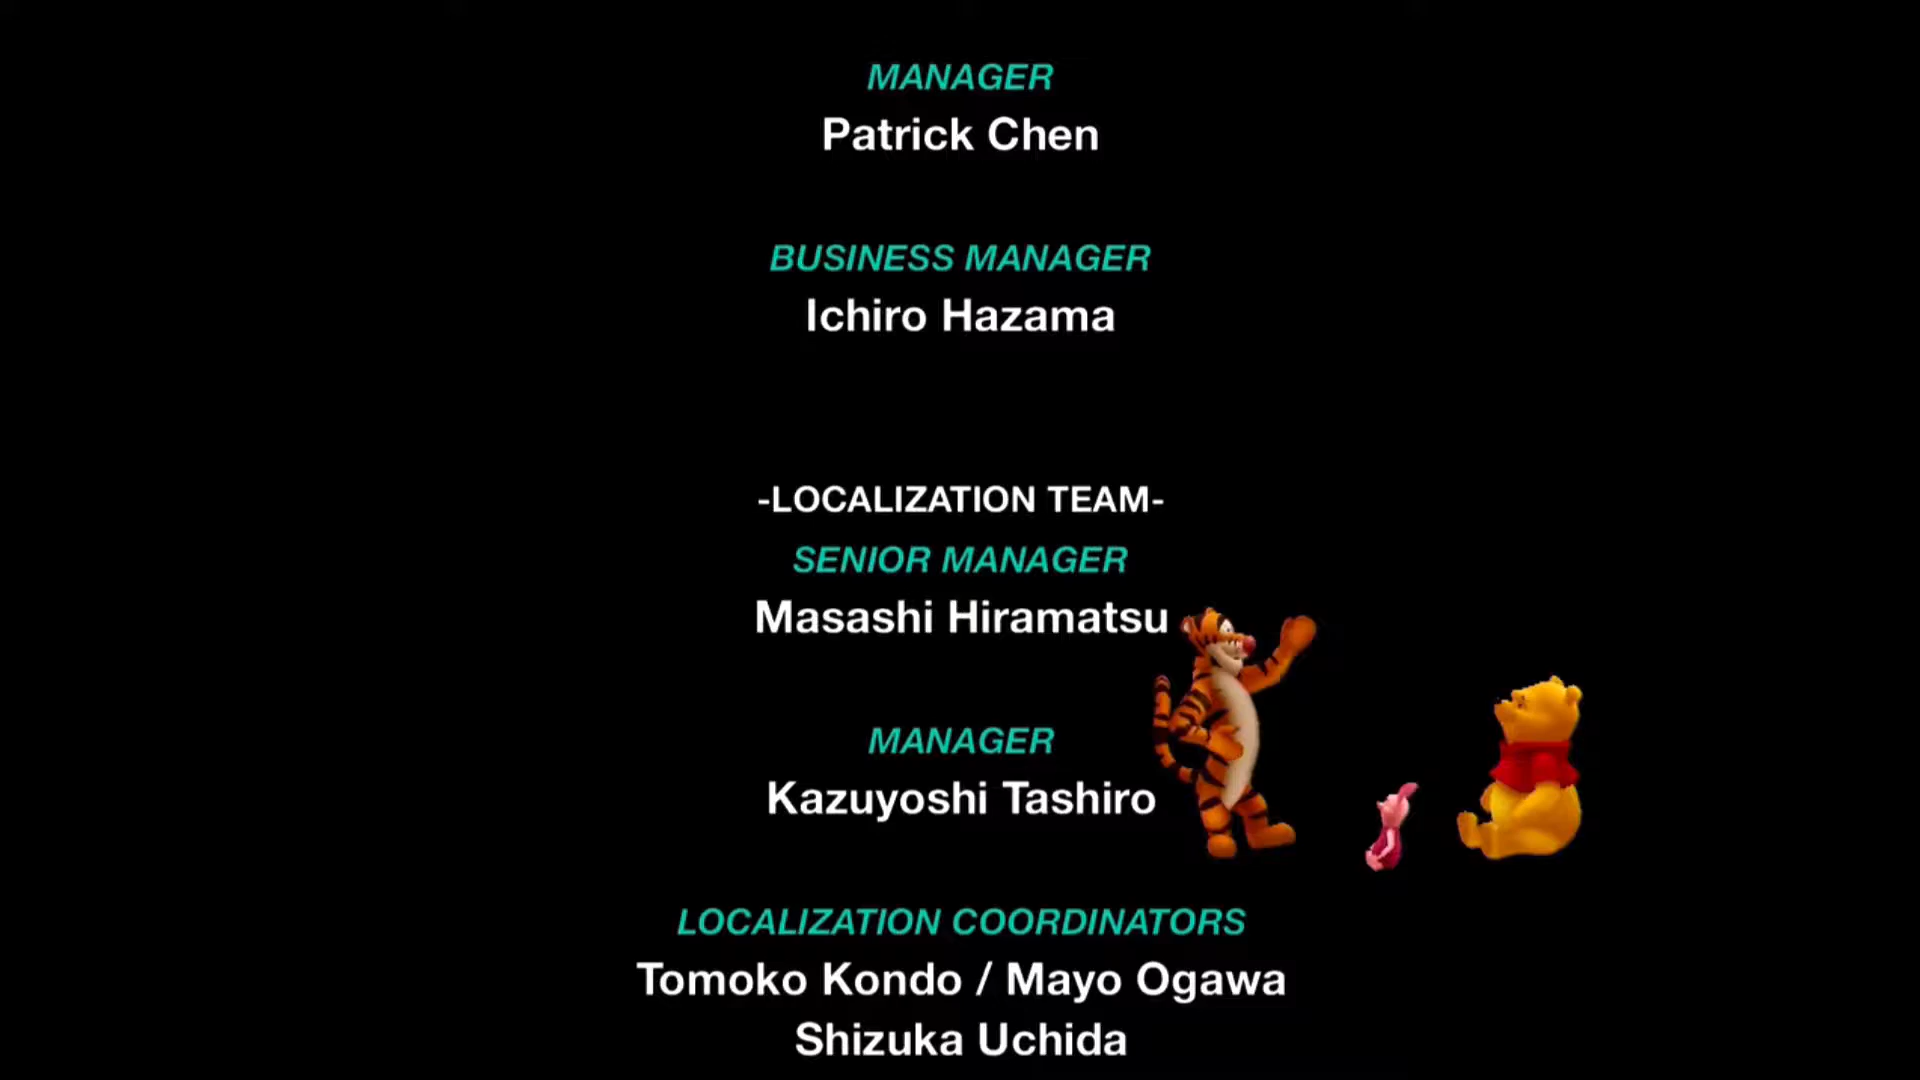 MANAGER
Patrick Chen
BUSINESS MANAGER
Ichiro Hazama
-LOCALIZATION TEAM-
SENIOR MANAGER
Masashi Hiramatsu
MANAGER
Kazuyoshi Tashiro
LOCALIZATION COORDINATORS
Tomoko Kondo / Mayo Ogawa
Shizuka Uchida